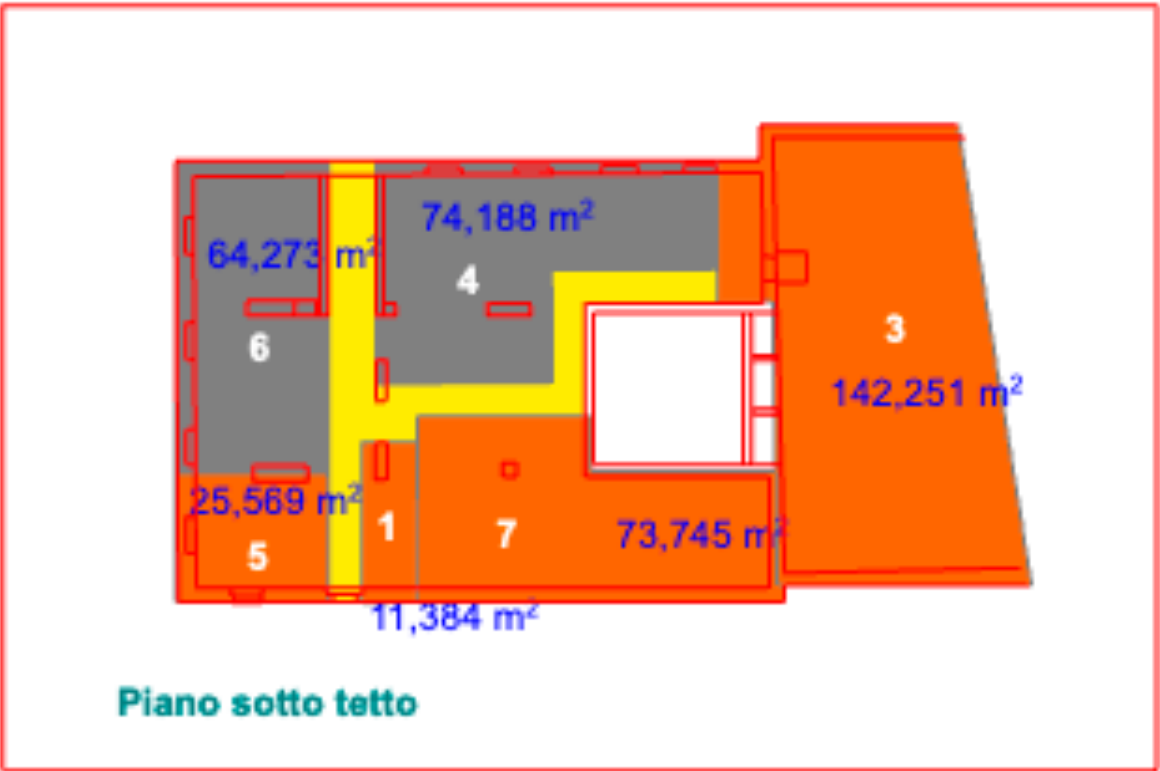 74,188 m²
64,273 m²
4
3
6
142,251 m²
25,569 m²
1
7
73,745 m²
5
11,384 m²
Piano sotto tetto